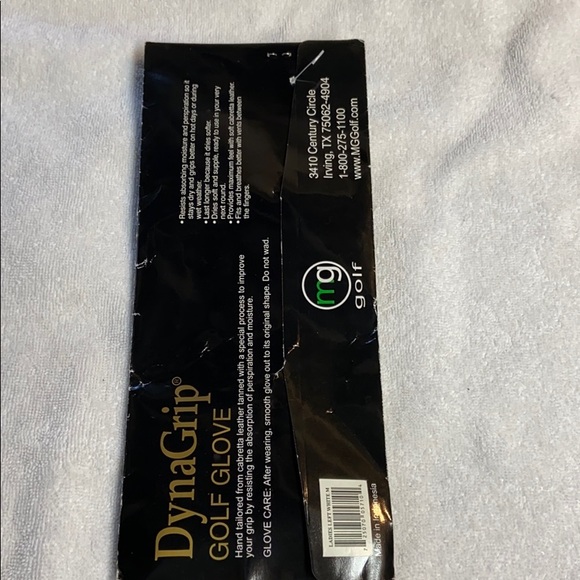 DynaGrip®
GOLF GLOVE
Hand tailored from cabretta leather tanned with a special process to improve
your grip by resisting the absorption of perspiration and moisture.
GLOVE CARE: After wearing, smooth glove out to its original shape. Do not wad.
• Resists absorbing moisture and perspiration so it
stays dry and grips better on hot days or during
wet weather.
• Last longer because it dries softer.
• Dries soft and supple, ready to use in your very
next round.
• Provides maximum feel with soft cabretta leather.
• Fits and breathes better with vents between
the fingers.
LADIES LEFT WHITE M
Made in Indonesia
mg
golf
3410 Century Circle
Irving, TX 75062-4904
1-800-275-1100
www.MGGolf.com